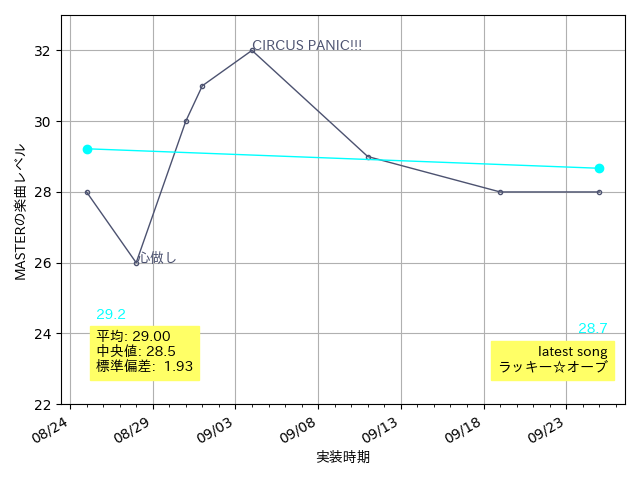 32
CIRCUS PANIC!!!
30
28
26
心做し
24
22
MASTERの楽曲レベル
29.2
平均: 29.00
中央値: 28.5
標準偏差: 1.93
28.7
latest song
ラッキー☆オーブ
08/24
08/29
09/03
09/08
09/13
09/18
09/23
実装時期